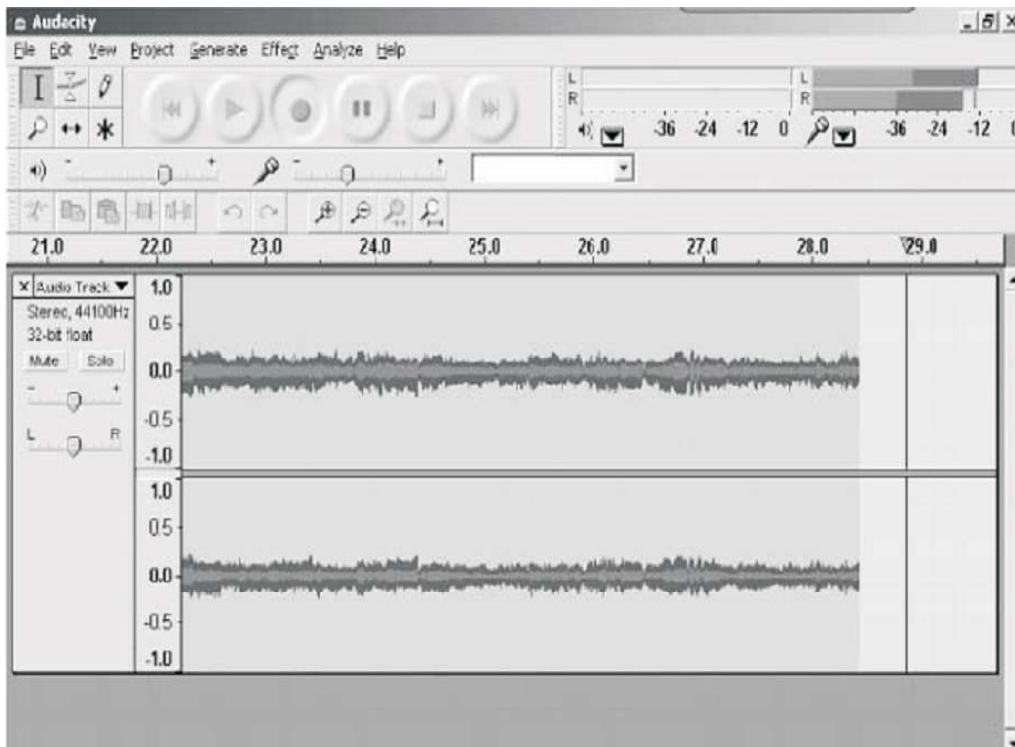 Audacity
File Edit View Project Generate Effect Analyze Help
L
R
-36 -24 -12 0
L
R
-36 -24 -12 0
- +
- +
21.0 22.0 23.0 24.0 25.0 26.0 27.0 28.0 29.0
X Audio Track
Stereo, 44100Hz
32-bit float
Mute Solo
- +
L R
1.0
0.5
0.0
-0.5
-1.0
1.0
0.5
0.0
-0.5
-1.0